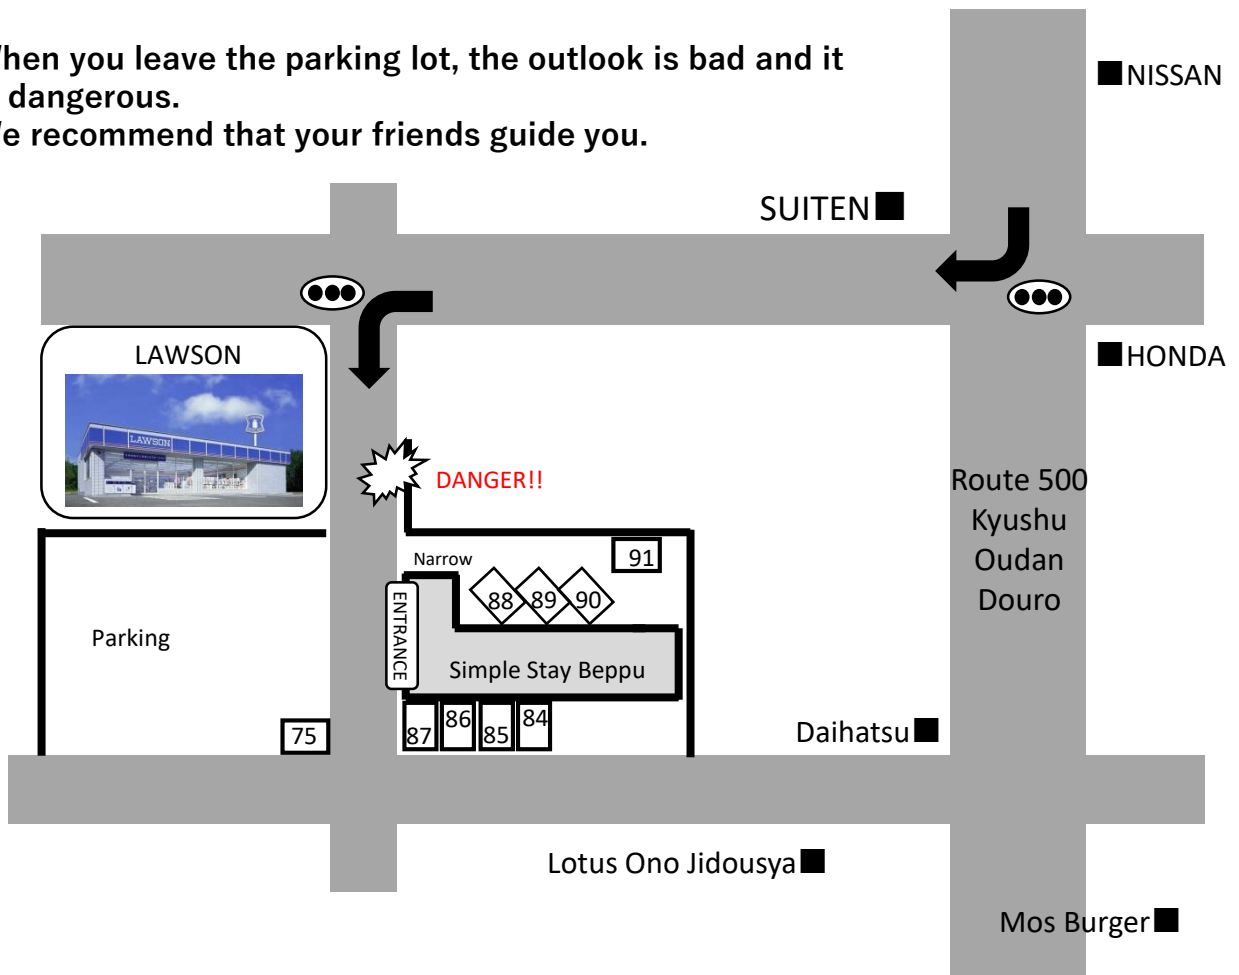 hen you leave the parking lot, the outlook is bad and it
dangerous.
e recommend that your friends guide you.
NISSAN
SUITEN
LAWSON
LAWSON
HONDA
DANGER!!
Route 500
Kyushu
Oudan
Douro
Narrow
91
88
89
90
ENTRANCE
Parking
Simple Stay Beppu
75
87
86
85
84
Daihatsu
Lotus Ono Jidousya
Mos Burger